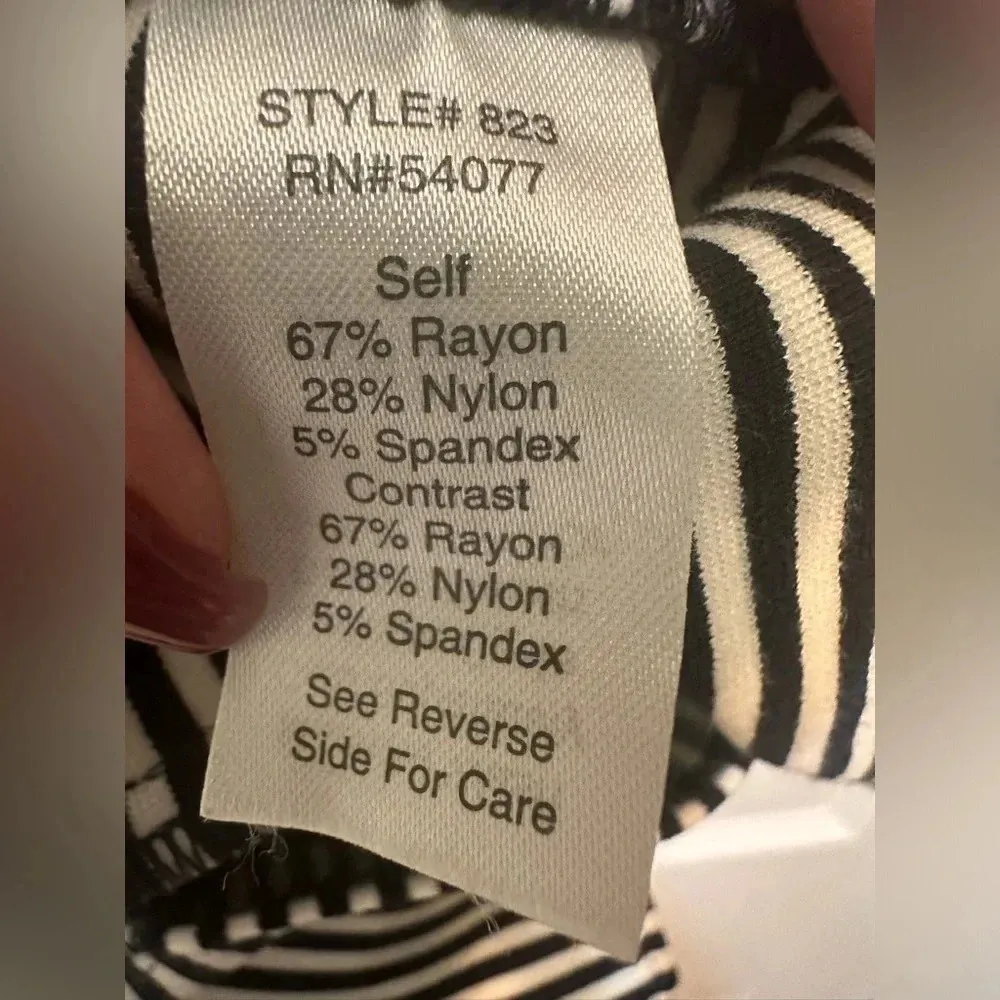 STYLE# 823
RN#54077
Self
67% Rayon
28% Nylon
5% Spandex
Contrast
67% Rayon
28% Nylon
5% Spandex
See Reverse
Side For Care